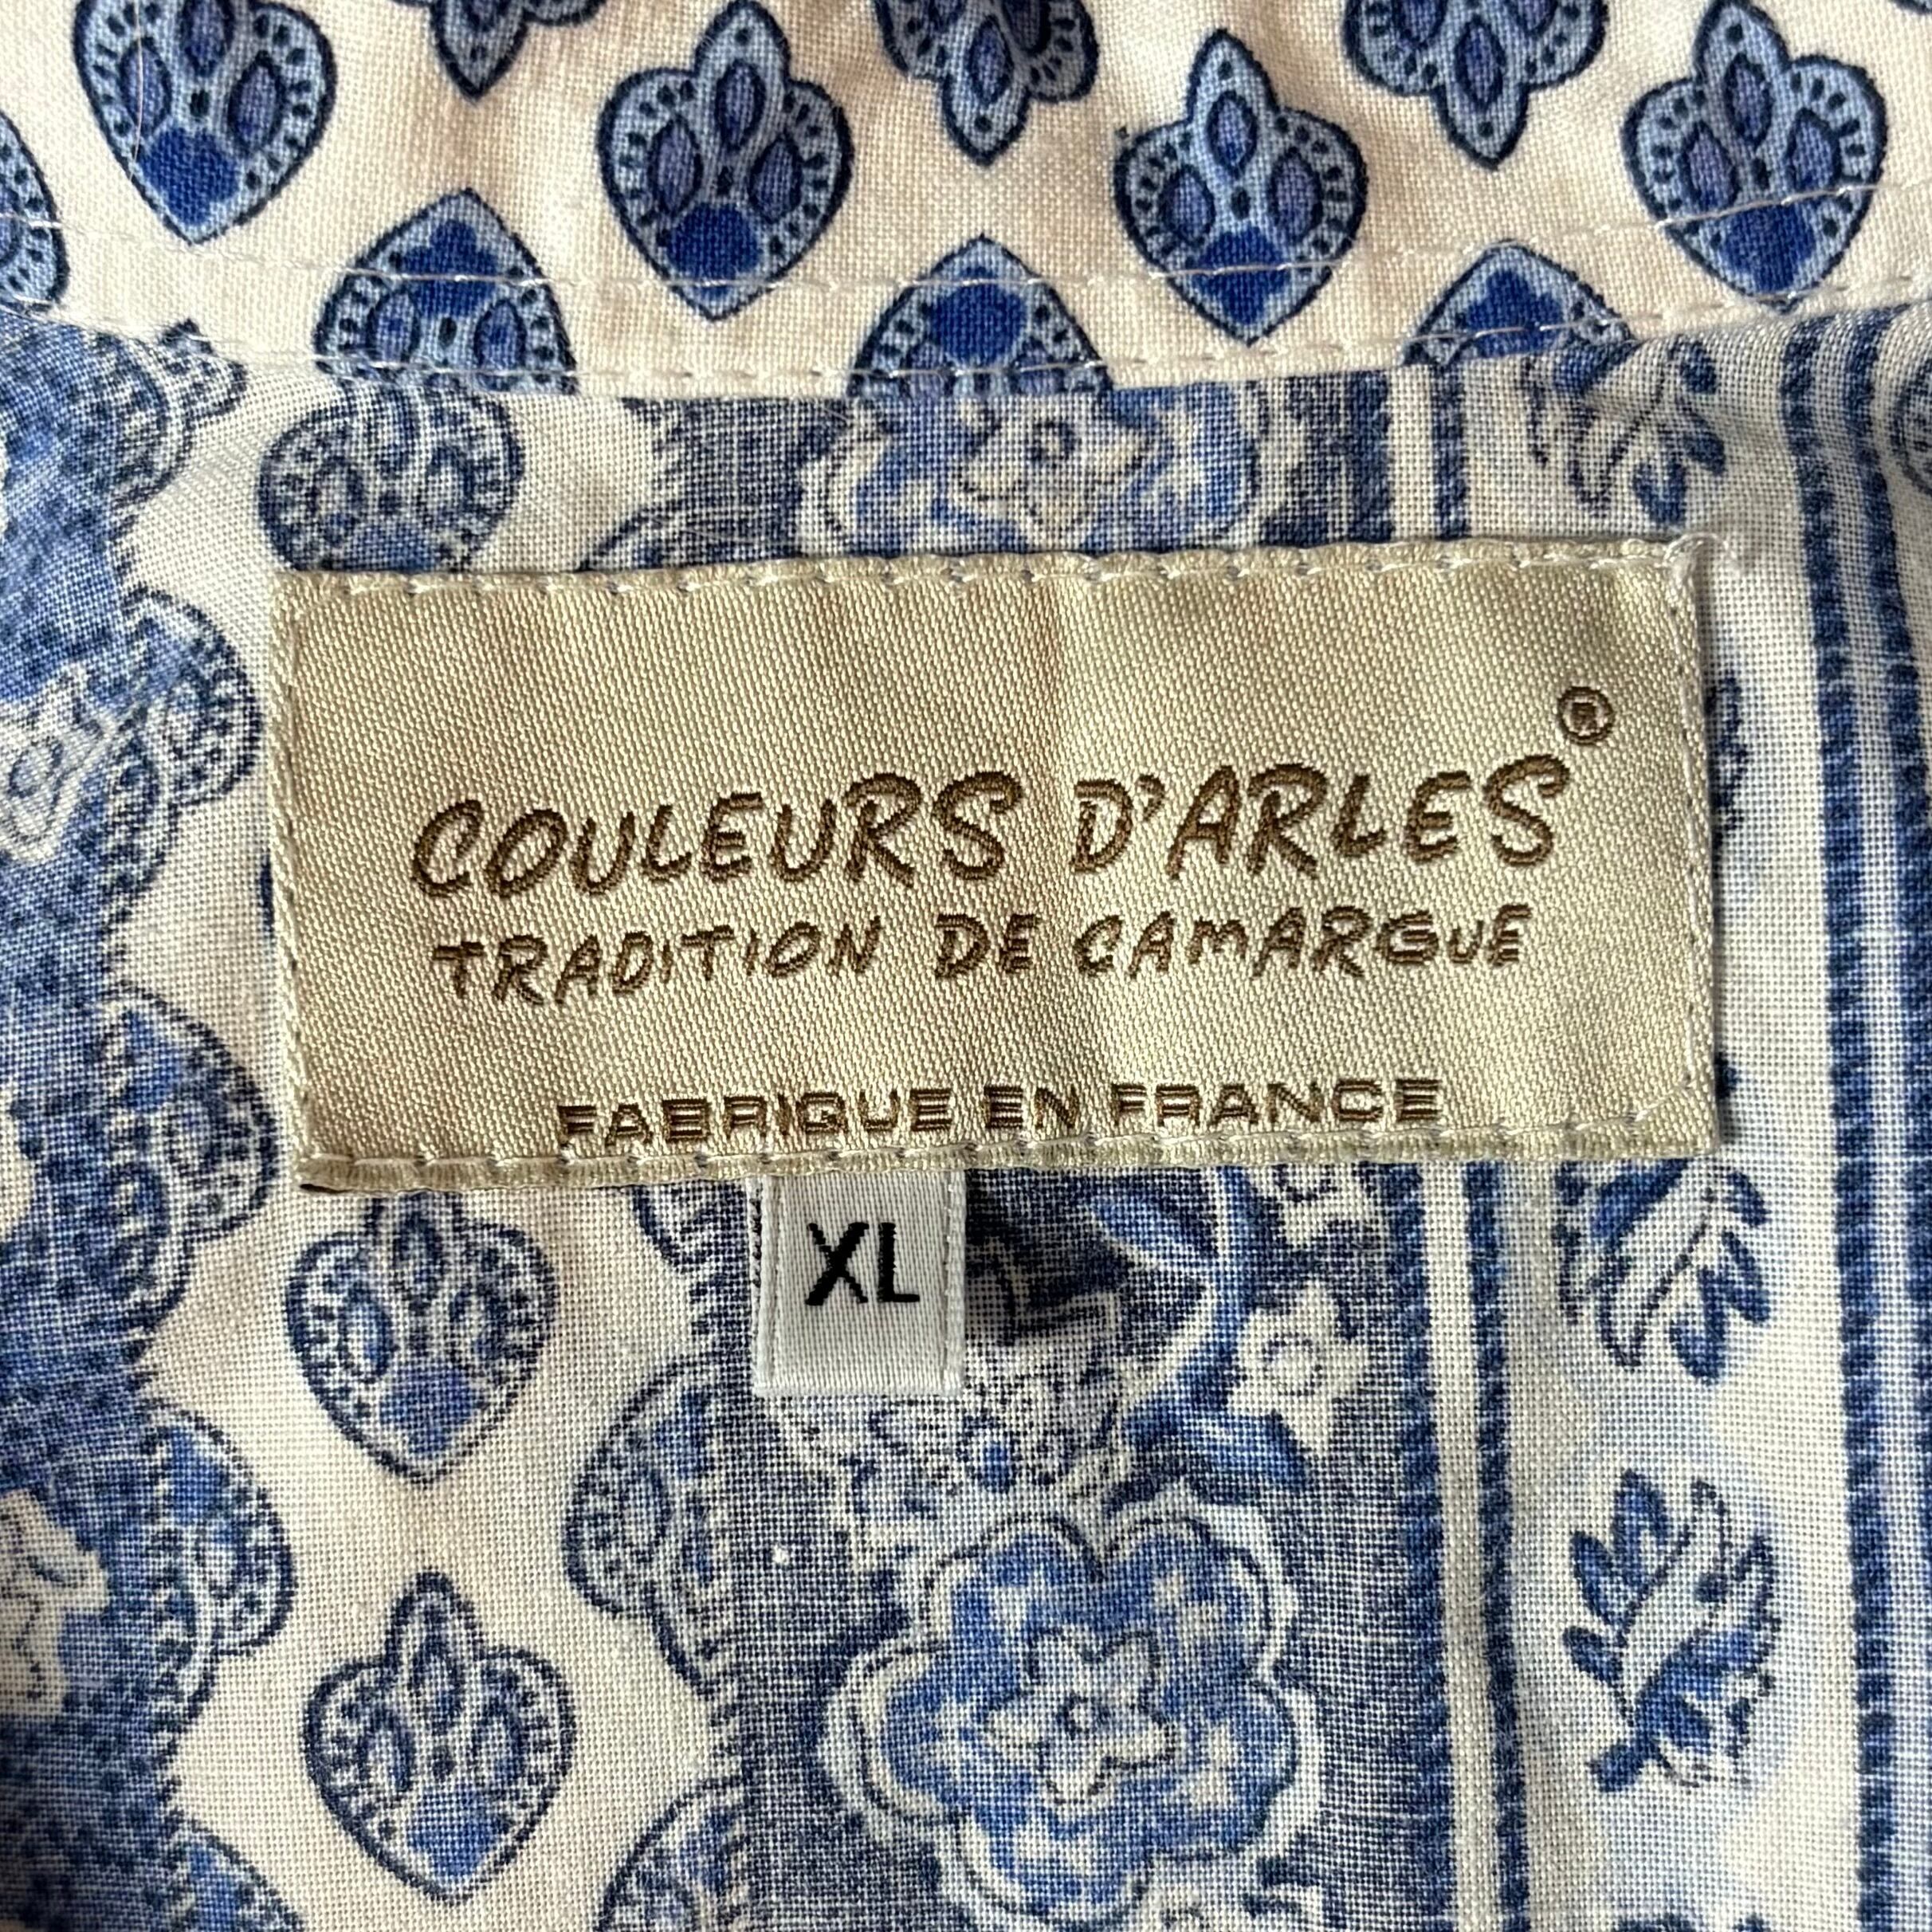 COULEURS D'ARLES®
TRADITION DE CAMARGUE
FABRIQUE EN FRANCE
XL